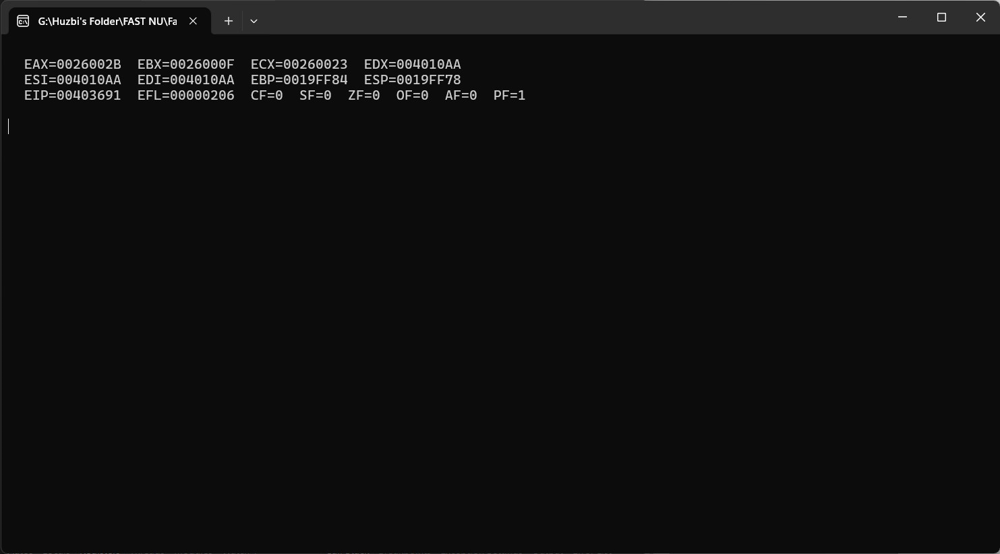 G:\Huzbi's Folder\FAST NU\Fa
EAX=0026002B  EBX=0026000F  ECX=00260023  EDX=004010AA
ESI=004010AA  EDI=004010AA  EBP=0019FF84  ESP=0019FF78
EIP=00403691  EFL=00000206  CF=0  SF=0  ZF=0  OF=0  AF=0  PF=1